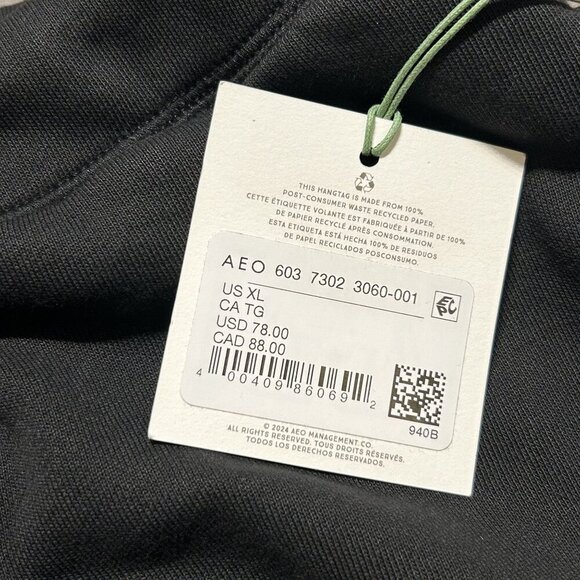 THIS HANGTAG IS MADE FROM 100%
POST-CONSUMER WASTE RECYCLED PAPER.
CETTE ÉTIQUETTE VOLANTE EST FABRIQUÉE À PARTIR DE 100%
DE PAPIER RECYCLÉ APRÈS CONSOMMATION.
ESTA ETIQUETA ESTÁ HECHA 100% DE RESIDUOS
DE PAPEL RECICLADOS POSCONSUMO.
AEO 603 7302 3060-001
US XL
CA TG
USD 78.00
CAD 88.00
EPC
4 00409 86069 2
940B
© 2024 AEO MANAGEMENT CO.
ALL RIGHTS RESERVED. TOUS DROITS RÉSERVÉS.
TODOS LOS DERECHOS RESERVADOS.